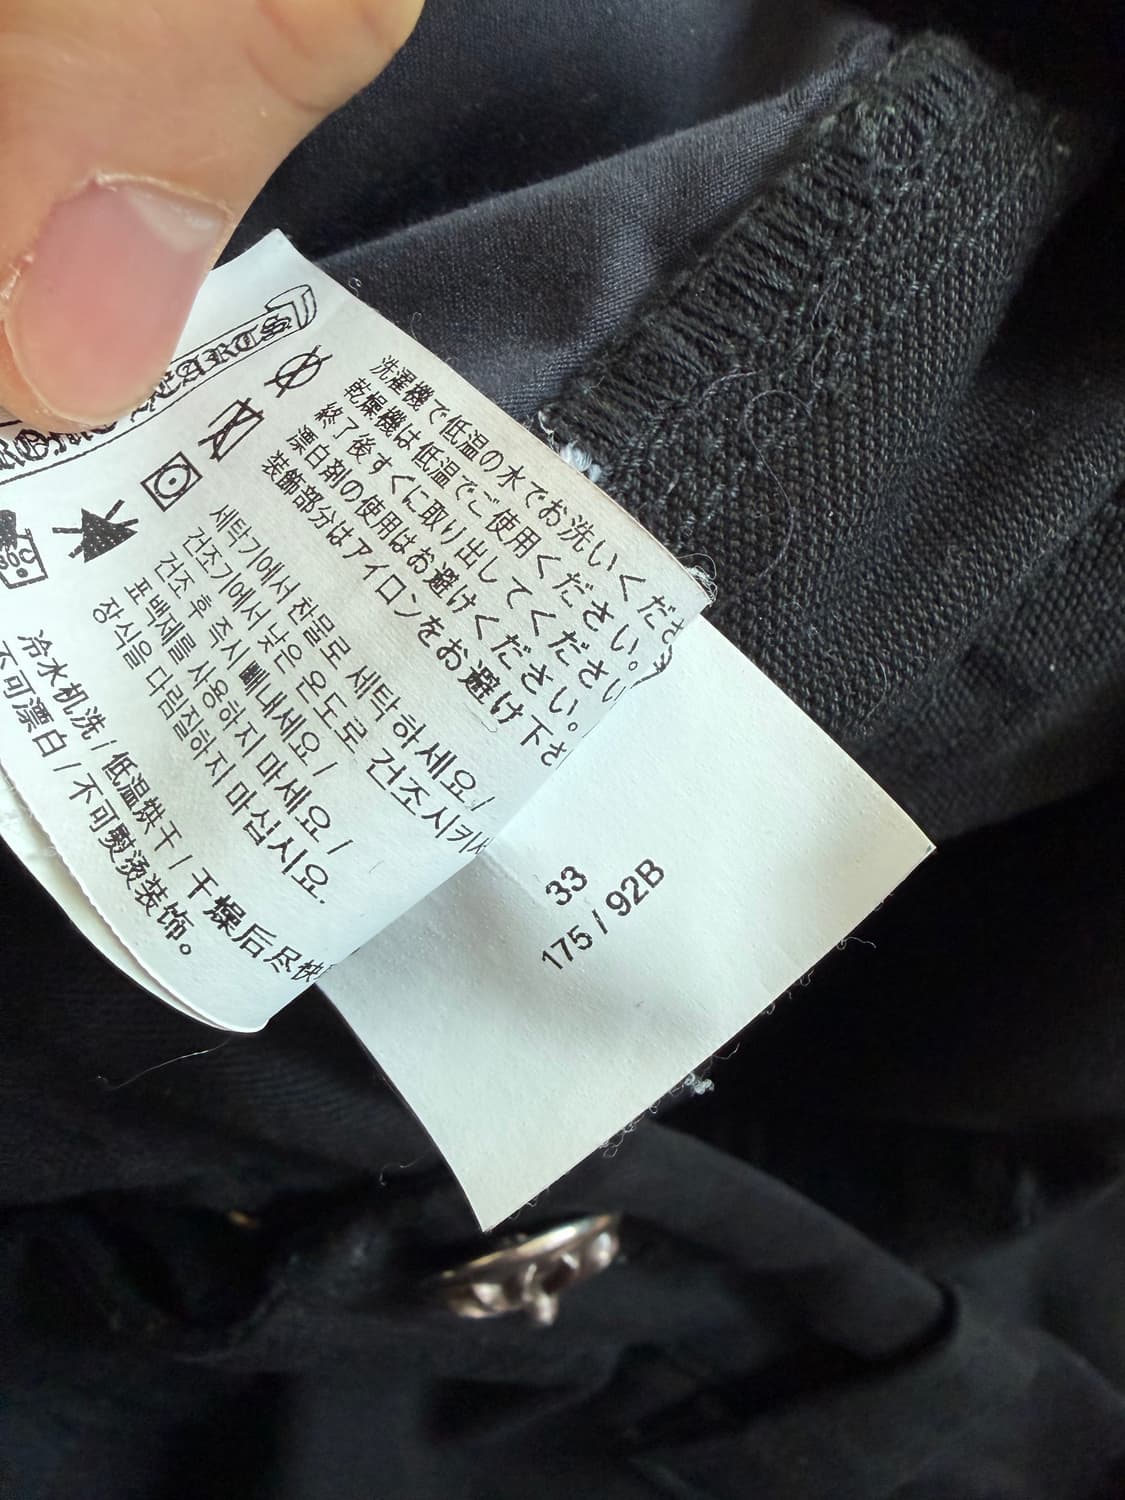 洗濯機で低温の水でお洗いくださ
乾燥機は低温でご使用ください。
終了後すぐに取り出してください
漂白剤の使用はお避けください。
装飾部分はアイロンをお避け下さ
세탁기에서 찬물로 세탁하세요 /
건조기에서 낮은 온도로 건조시키
건조 후 즉시 빼내세요 /
표백제를 사용하지 마세요 /
장식을 다림질하지 마십시오.
冷水机洗 / 低温烘干 / 干燥后尽快
不可漂白 / 不可熨烫装饰。
33
175 / 92B